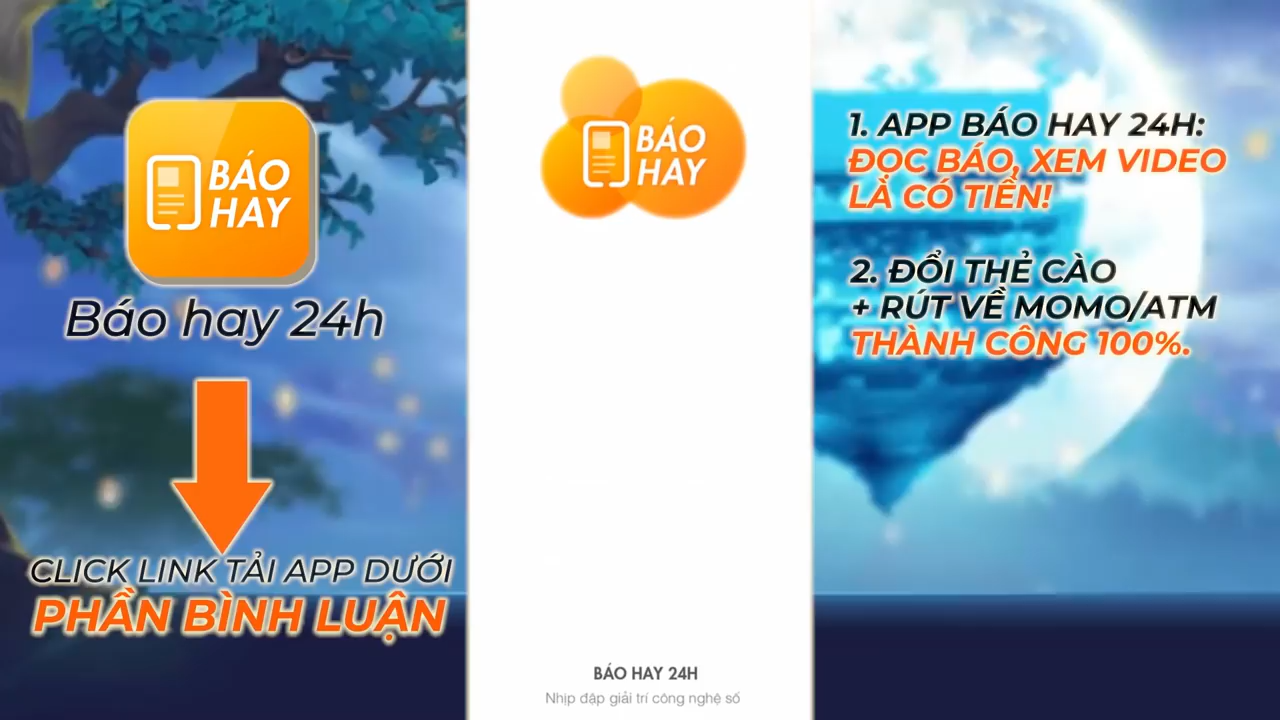 BÁO
HAY
Báo hay 24h
CLICK LINK TẢI APP DƯỚI
PHẦN BÌNH LUẬN
BÁO
HAY
BÁO HAY 24H
Nhịp đập giải trí công nghệ số
1. APP BÁO HAY 24H:
ĐỌC BÁO, XEM VIDEO
LÀ CÓ TIỀN!
2. ĐỔI THẺ CÀO
+ RÚT VỀ MOMO/ATM
THÀNH CÔNG 100%.